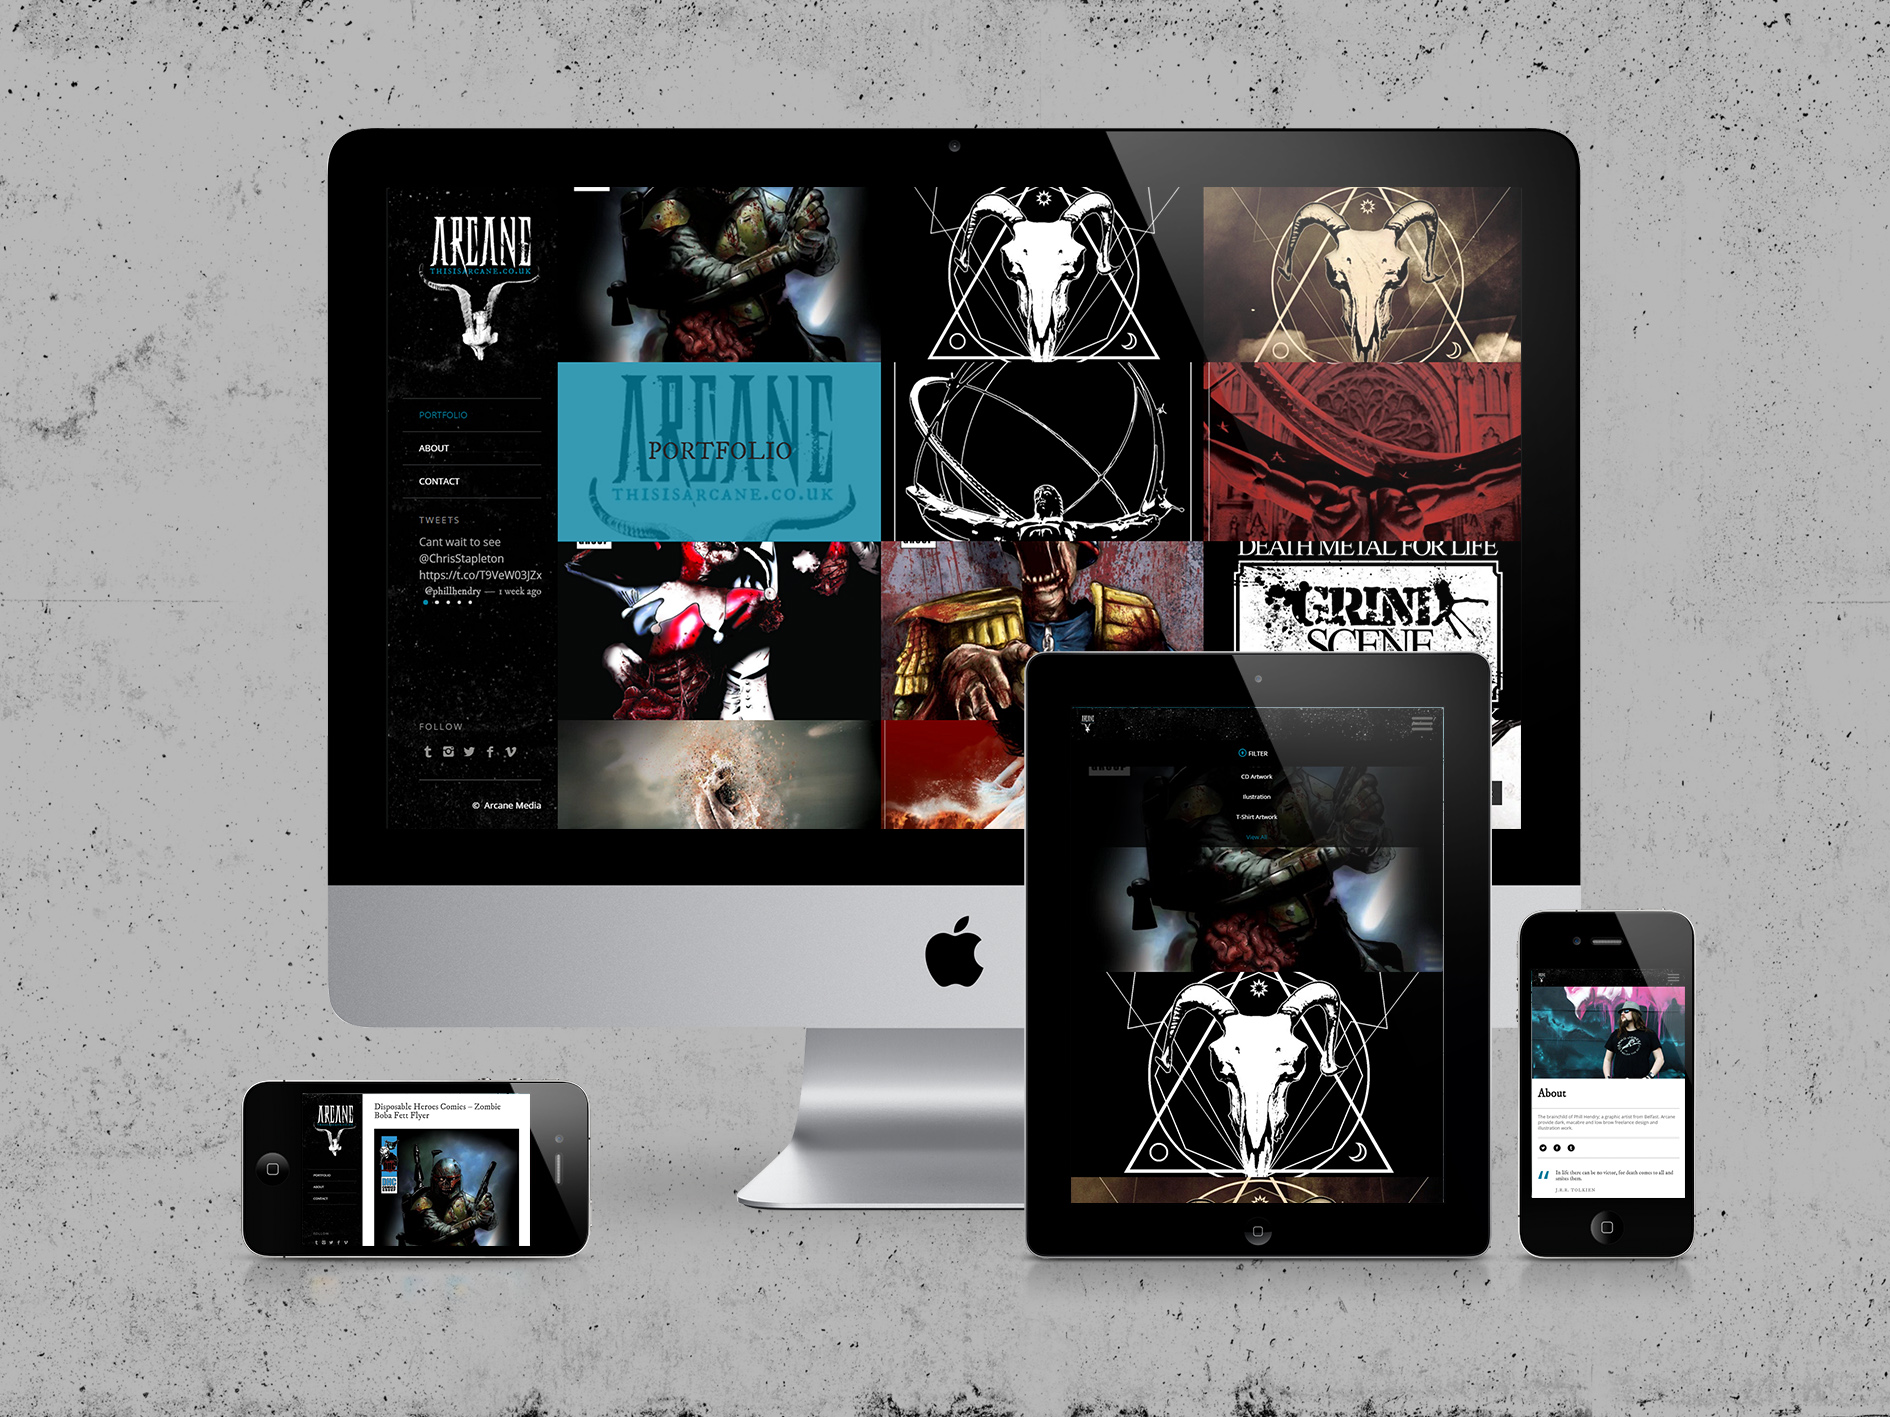 ARCANE
THISISARCANE.CO.UK
PORTFOLIO
ABOUT
CONTACT
TWEETS
Cant wait to see
@ChrisStapleton
https://t.co/T9VeW03JZx
@phillhendry — 1 week ago
FOLLOW
© Arcane Media
ARCANE
PORTFOLIO
THISISARCANE.CO.UK
DEATH METAL FOR LIFE
GRIND
SCENE
FILTER
CD Artwork
Ilustration
T-Shirt Artwork
View All
ARCANE
PORTFOLIO
ABOUT
CONTACT
FOLLOW
Disposable Heroes Comics – Zombie
Boba Fett Flyer
DHC
About
The brainchild of Phill Hendry; a graphic artist from Belfast. Arcane
provide dark, macabre and low brow freelance design and
illustration work.
In life there can be no victor, for death comes to all and
smites them.
J.R.R. TOLKIEN